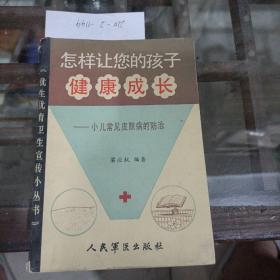 怎样让您的孩子
健康成长
——小儿常见皮肤病的防治
编著
人民军医出版社
《优生优育卫生宣传小丛书》